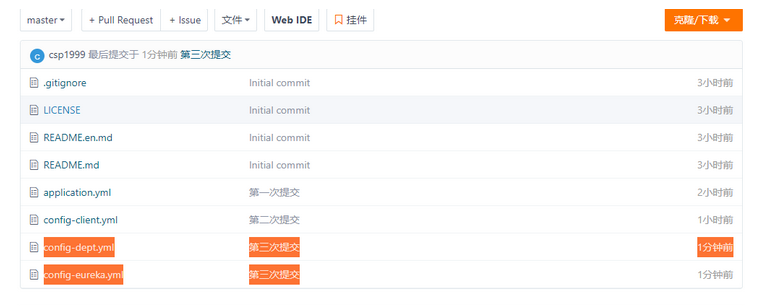 master + Pull Request + Issue 文件 Web IDE 挂件 克隆/下载
C csp1999 最后提交于 1分钟前 第三次提交
.gitignore Initial commit 3小时前
LICENSE Initial commit 3小时前
README.en.md Initial commit 3小时前
README.md Initial commit 3小时前
application.yml 第一次提交 2小时前
config-client.yml 第二次提交 1小时前
config-dept.yml 第三次提交 1分钟前
config-eureka.yml 第三次提交 1分钟前